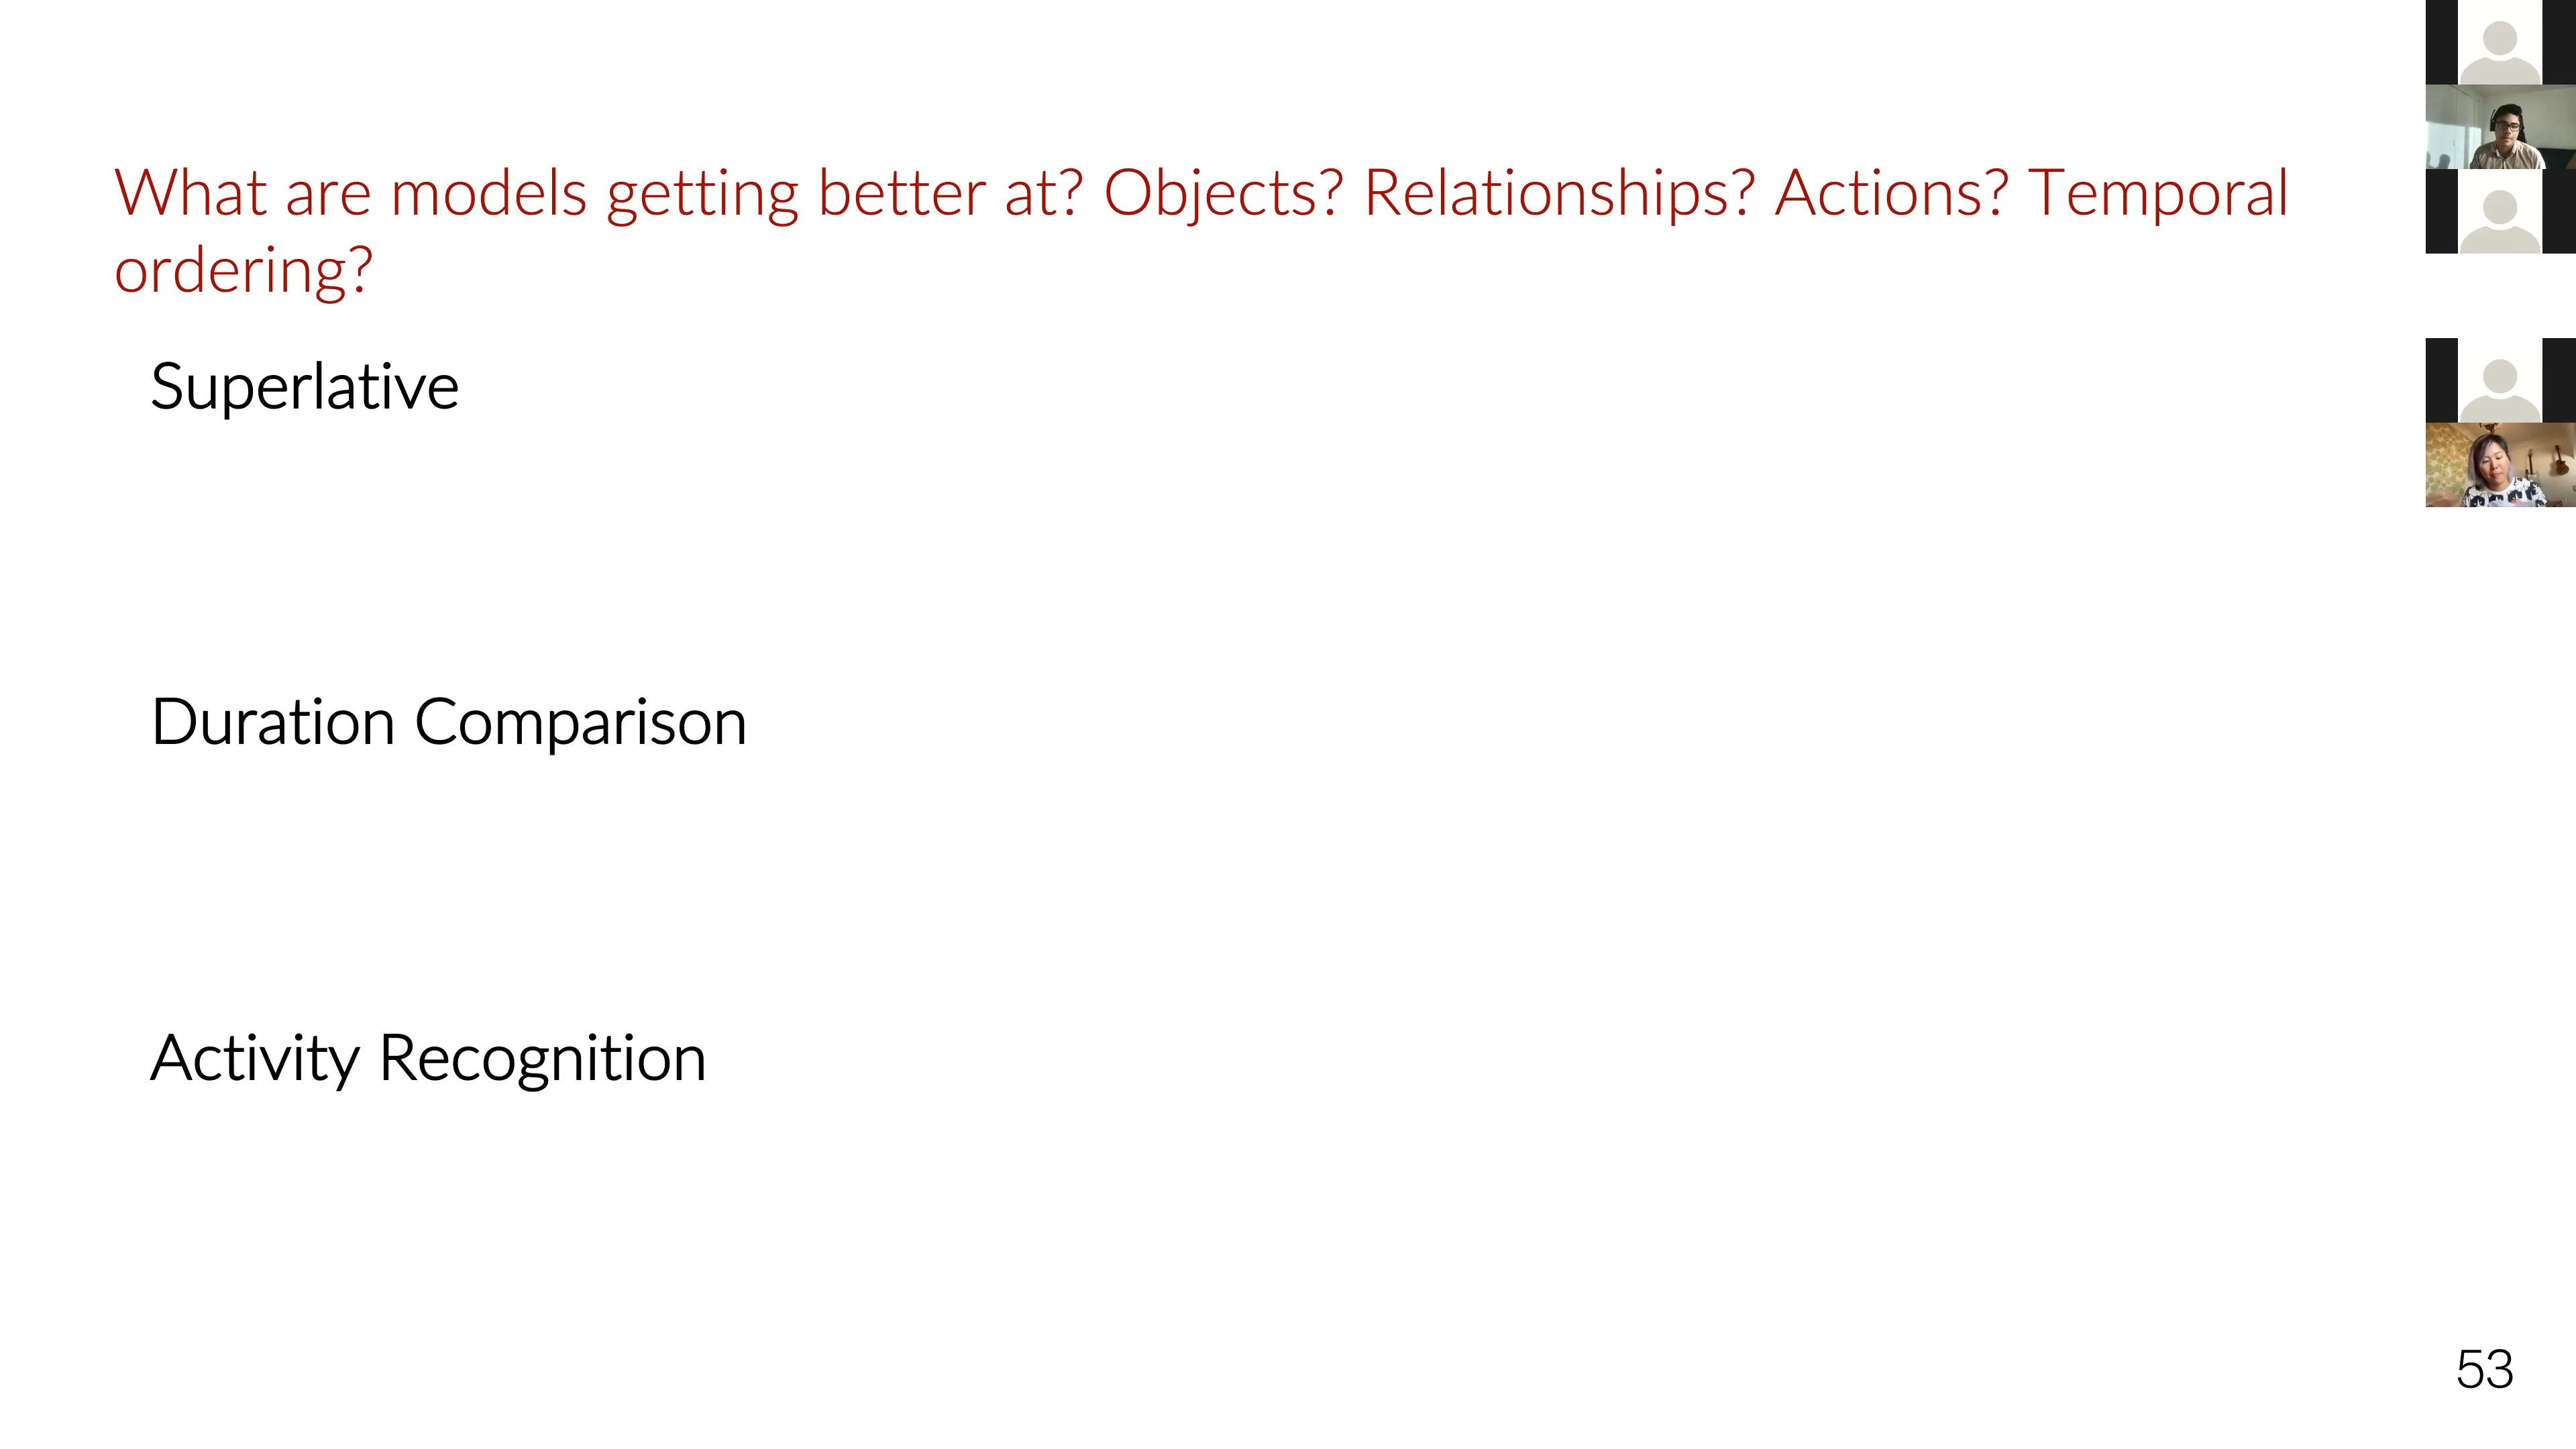 What are models getting better at? Objects? Relationships? Actions? Temporal
ordering?
Superlative
Duration Comparison
Activity Recognition
53